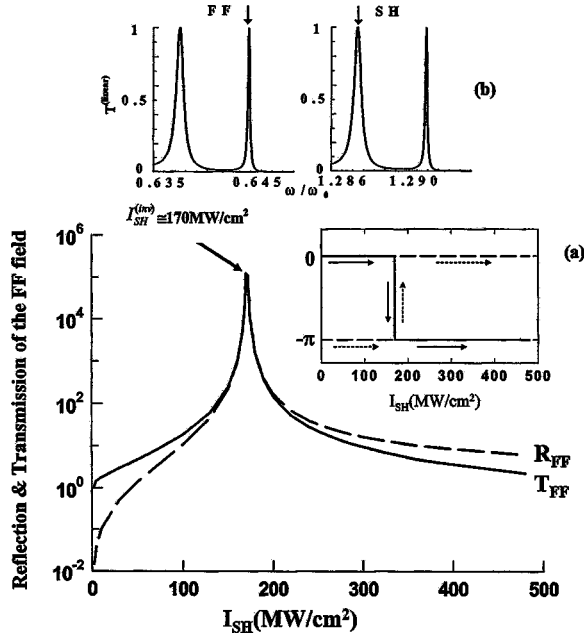 FF SH
1 1
T^(linear)
0.5 0.5
(b)
0 0
0.635 0.645 ω/ω₀ 1.286 1.290
I_SH^(inv) ≅170MW/cm²
Reflection & Transmission of the FF field
10⁶
10⁴
10²
10⁰
10⁻²
(a)
0
-π
0 100 200 300 400 500
I_SH(MW/cm²)
R_FF
T_FF
0 100 200 300 400 500
I_SH(MW/cm²)